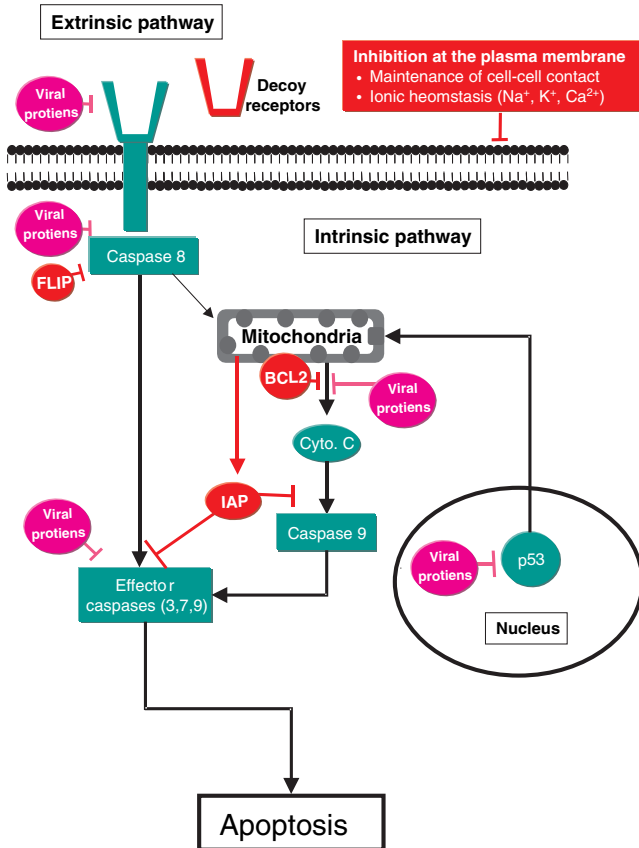 Extrinsic pathway
Inhibition at the plasma membrane
• Maintenance of cell-cell contact
• Ionic heomstasis (Na⁺, K⁺, Ca²⁺)
Viral
protiens
Decoy
receptors
Viral
protiens
Intrinsic pathway
Caspase 8
FLIP
Mitochondria
BCL2
Viral
protiens
Cyto. C
IAP
Viral
protiens
Caspase 9
Viral
protiens
p53
Effector
caspases (3,7,9)
Nucleus
Apoptosis